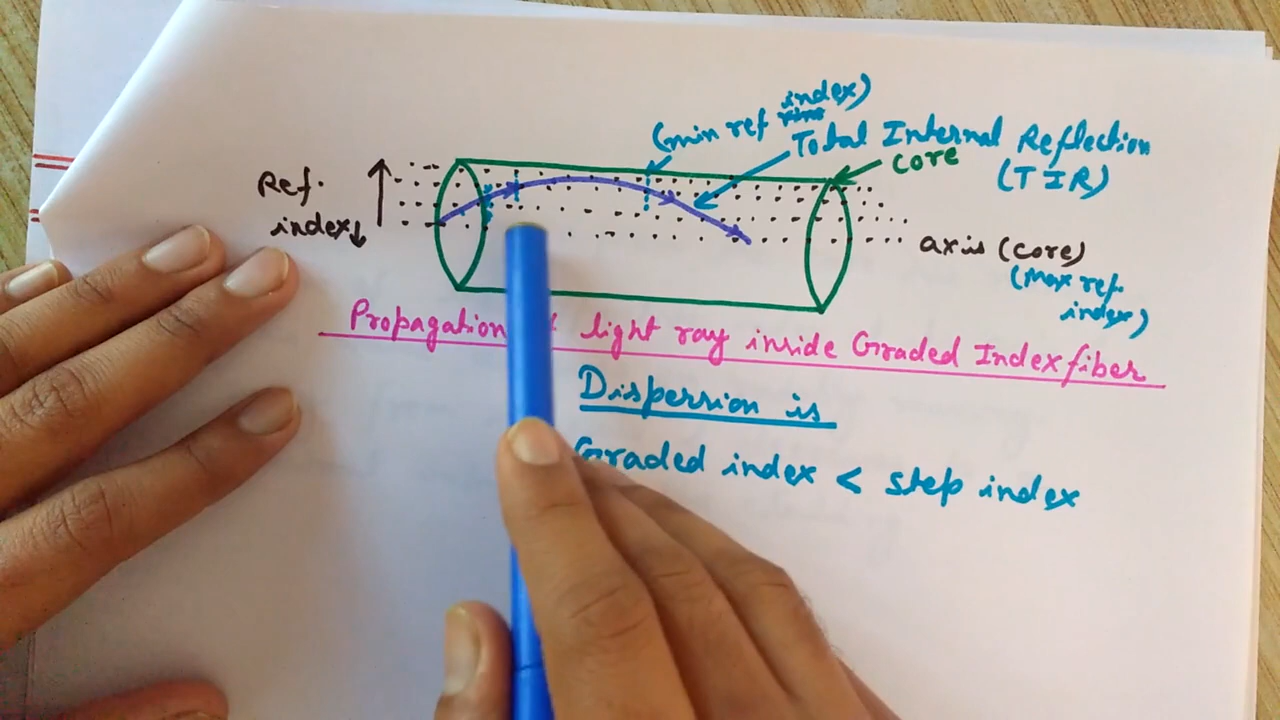 index)
(min ref
Total Internal Reflection
(TIR)
core
Ref.
index↓
axis (core)
(Max ref.
index)
Propagation light ray inside Graded Index fiber
Dispersion is
Graded index < step index